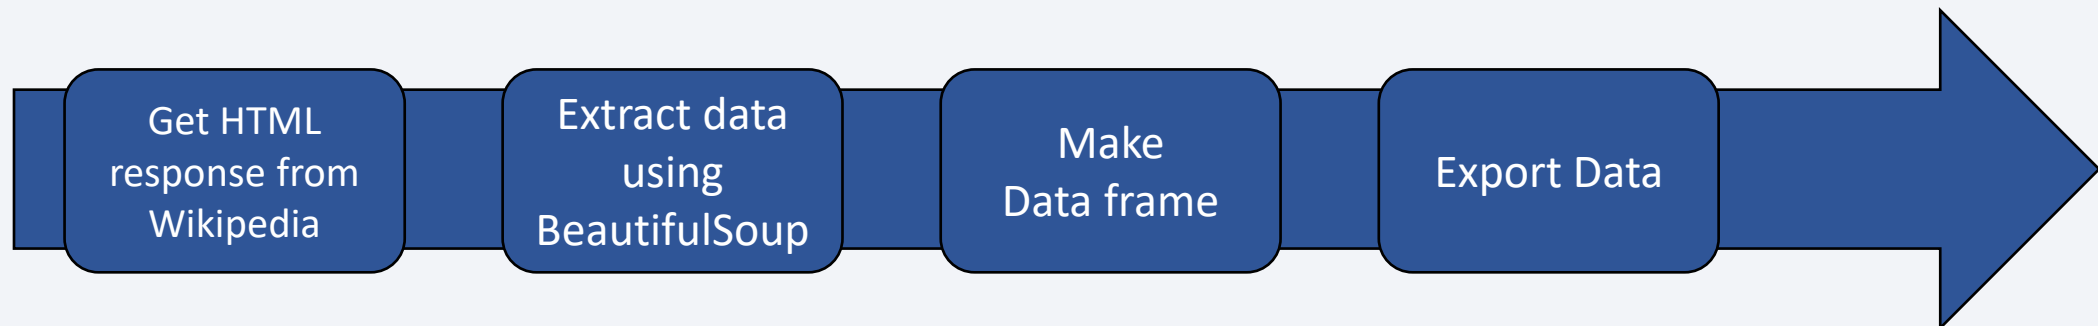 Get HTML
response from
Wikipedia
Extract data
using
BeautifulSoup
Make
Data frame
Export Data